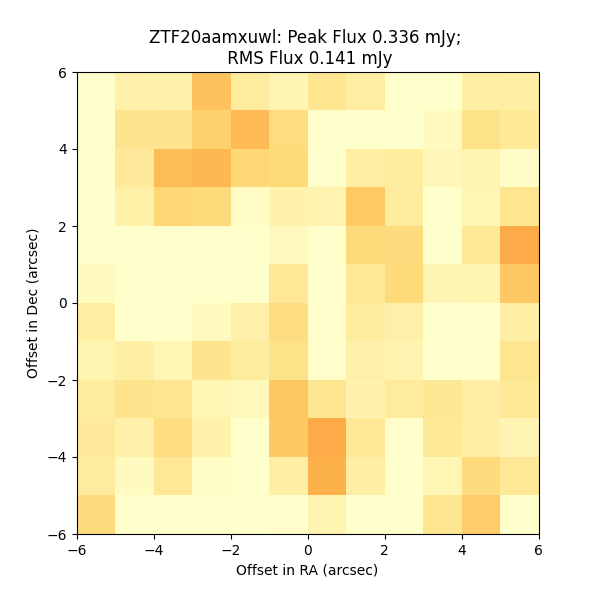 ZTF20aamxuwl: Peak Flux 0.336 mJy;
RMS Flux 0.141 mJy
6
4
2
0
−2
−4
−6
Offset in Dec (arcsec)
−6 −4 −2 0 2 4 6
Offset in RA (arcsec)